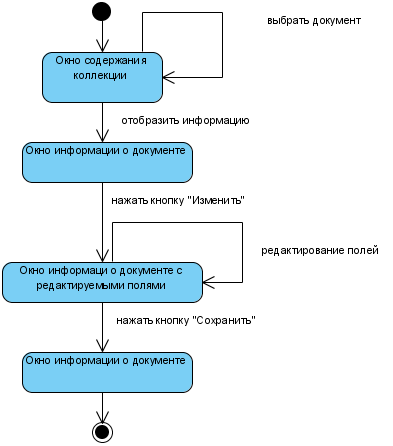 выбрать документ
Окно содержания
коллекции
отобразить информацию
Окно информации о документе
нажать кнопку "Изменить"
редактирование полей
Окно информаци о документе с
редактируемыми полями
нажать кнопку "Сохранить"
Окно информации о документе